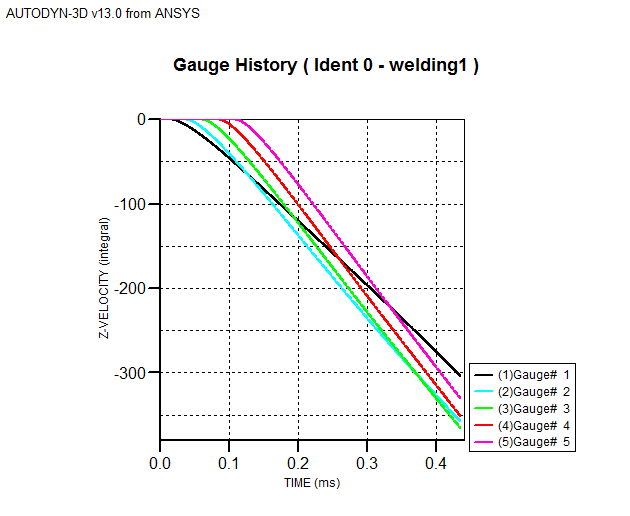 AUTODYN-3D v13.0 from ANSYS
Gauge History ( Ident 0 - welding1 )
Z-VELOCITY (integral)
0
-100
-200
-300
0.0 0.1 0.2 0.3 0.4
TIME (ms)
(1)Gauge# 1
(2)Gauge# 2
(3)Gauge# 3
(4)Gauge# 4
(5)Gauge# 5